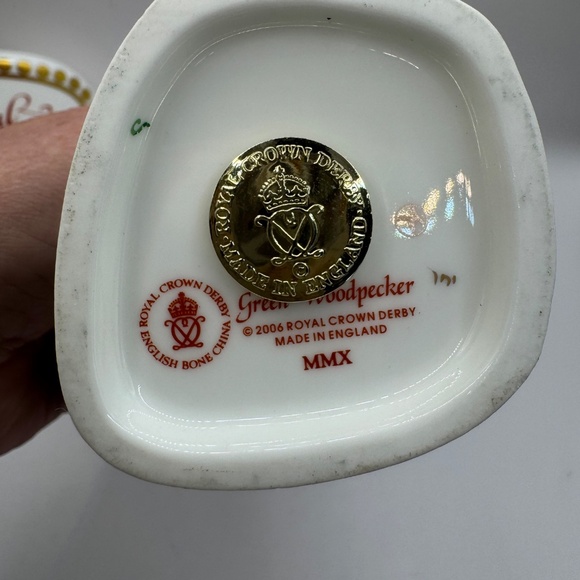 ROYAL CROWN DERBY
MADE IN ENGLAND
ROYAL CROWN DERBY
ENGLISH BONE CHINA
Green Woodpecker
© 2006 ROYAL CROWN DERBY
MADE IN ENGLAND
MMX